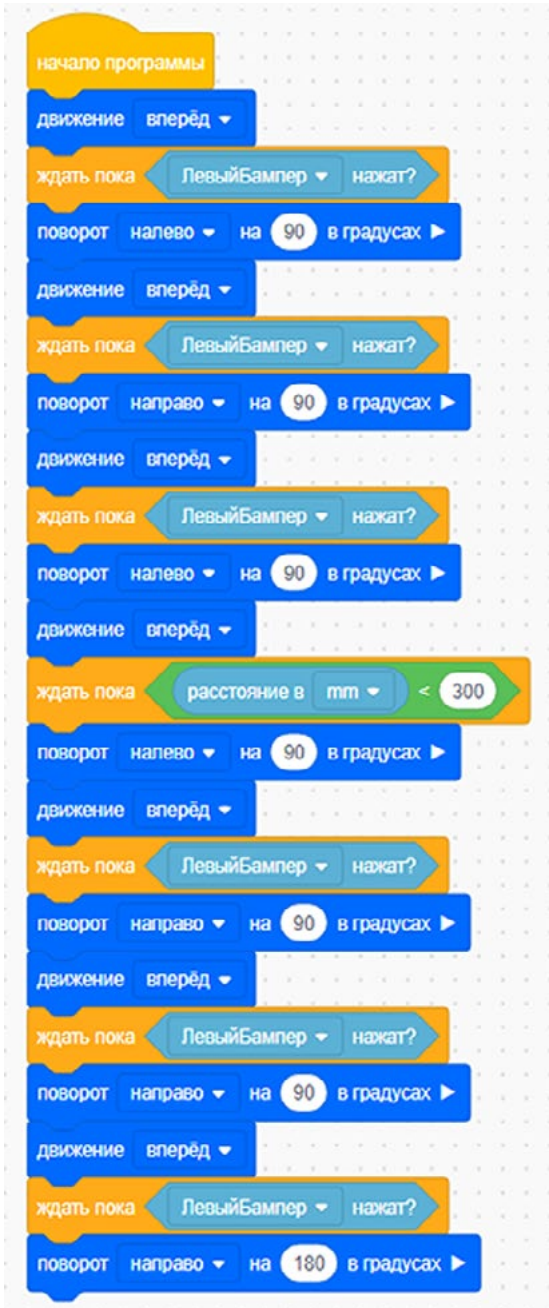 начало программы
движение вперёд
ждать пока ЛевыйБампер нажат?
поворот налево на 90 в градусах
движение вперёд
ждать пока ЛевыйБампер нажат?
поворот направо на 90 в градусах
движение вперёд
ждать пока ЛевыйБампер нажат?
поворот налево на 90 в градусах
движение вперёд
ждать пока расстояние в mm < 300
поворот налево на 90 в градусах
движение вперёд
ждать пока ЛевыйБампер нажат?
поворот направо на 90 в градусах
движение вперёд
ждать пока ЛевыйБампер нажат?
поворот направо на 90 в градусах
движение вперёд
ждать пока ЛевыйБампер нажат?
поворот направо на 180 в градусах